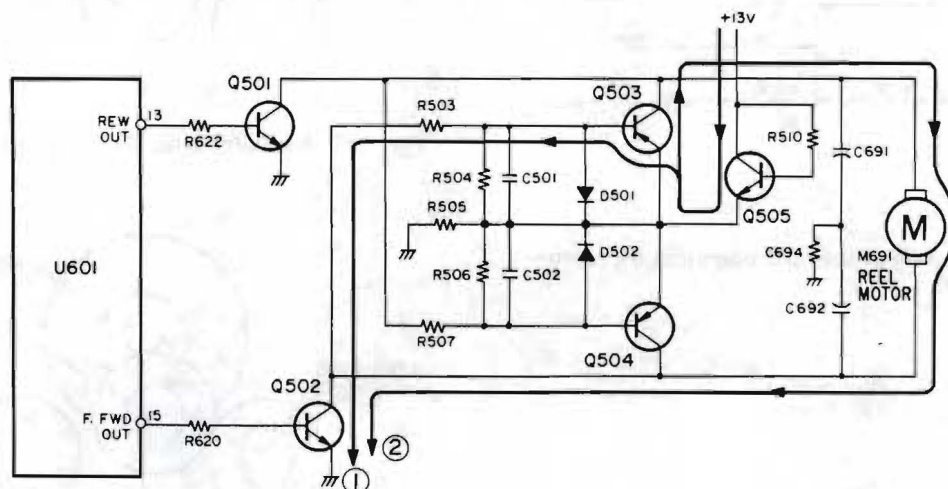 +13V
Q501
Q503
REW
OUT
13
R622
R503
R510
C691
R504
C501
D501
R505
Q505
M
U601
R506
C502
D502
C694
M691
REEL
MOTOR
C692
R507
Q504
Q502
F. FWD
OUT
15
R620
②
①